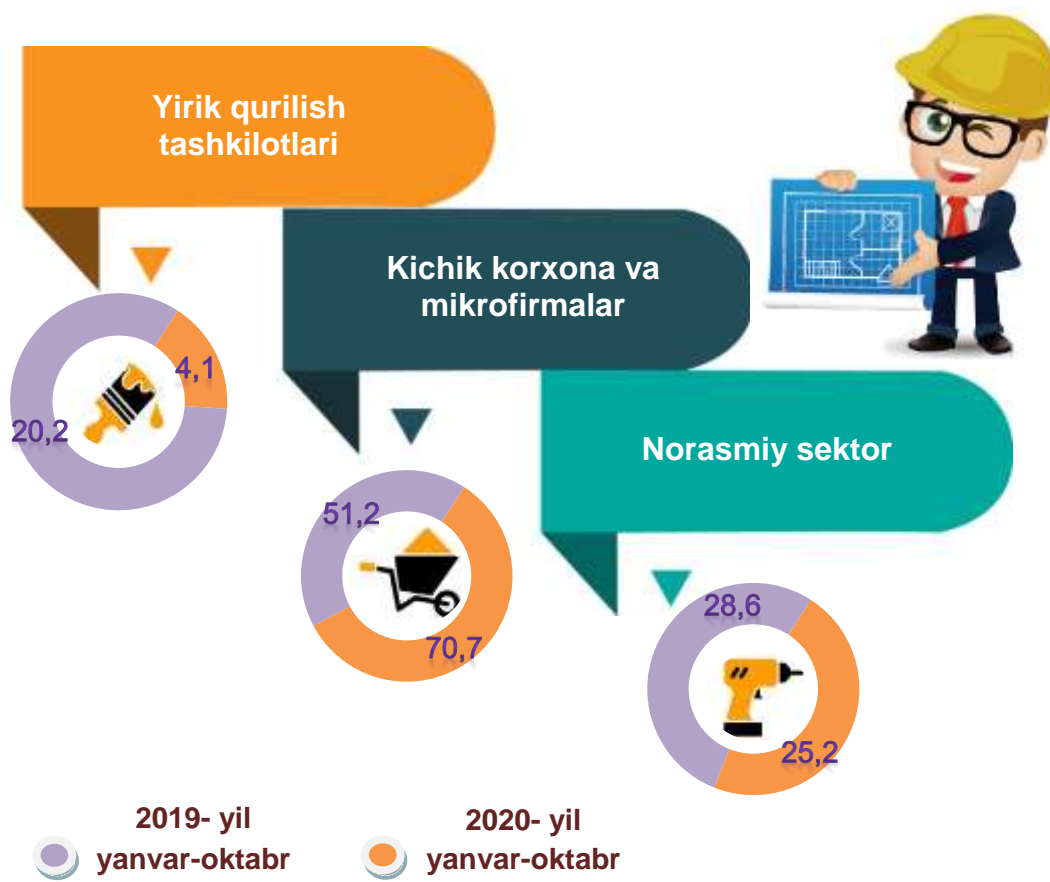 Yirik qurilish
tashkilotlari
Kichik korxona va
mikrofirmalar
Norasmiy sektor
4,1
20,2
51,2
70,7
28,6
25,2
2019- yil
yanvar-oktabr
2020- yil
yanvar-oktabr